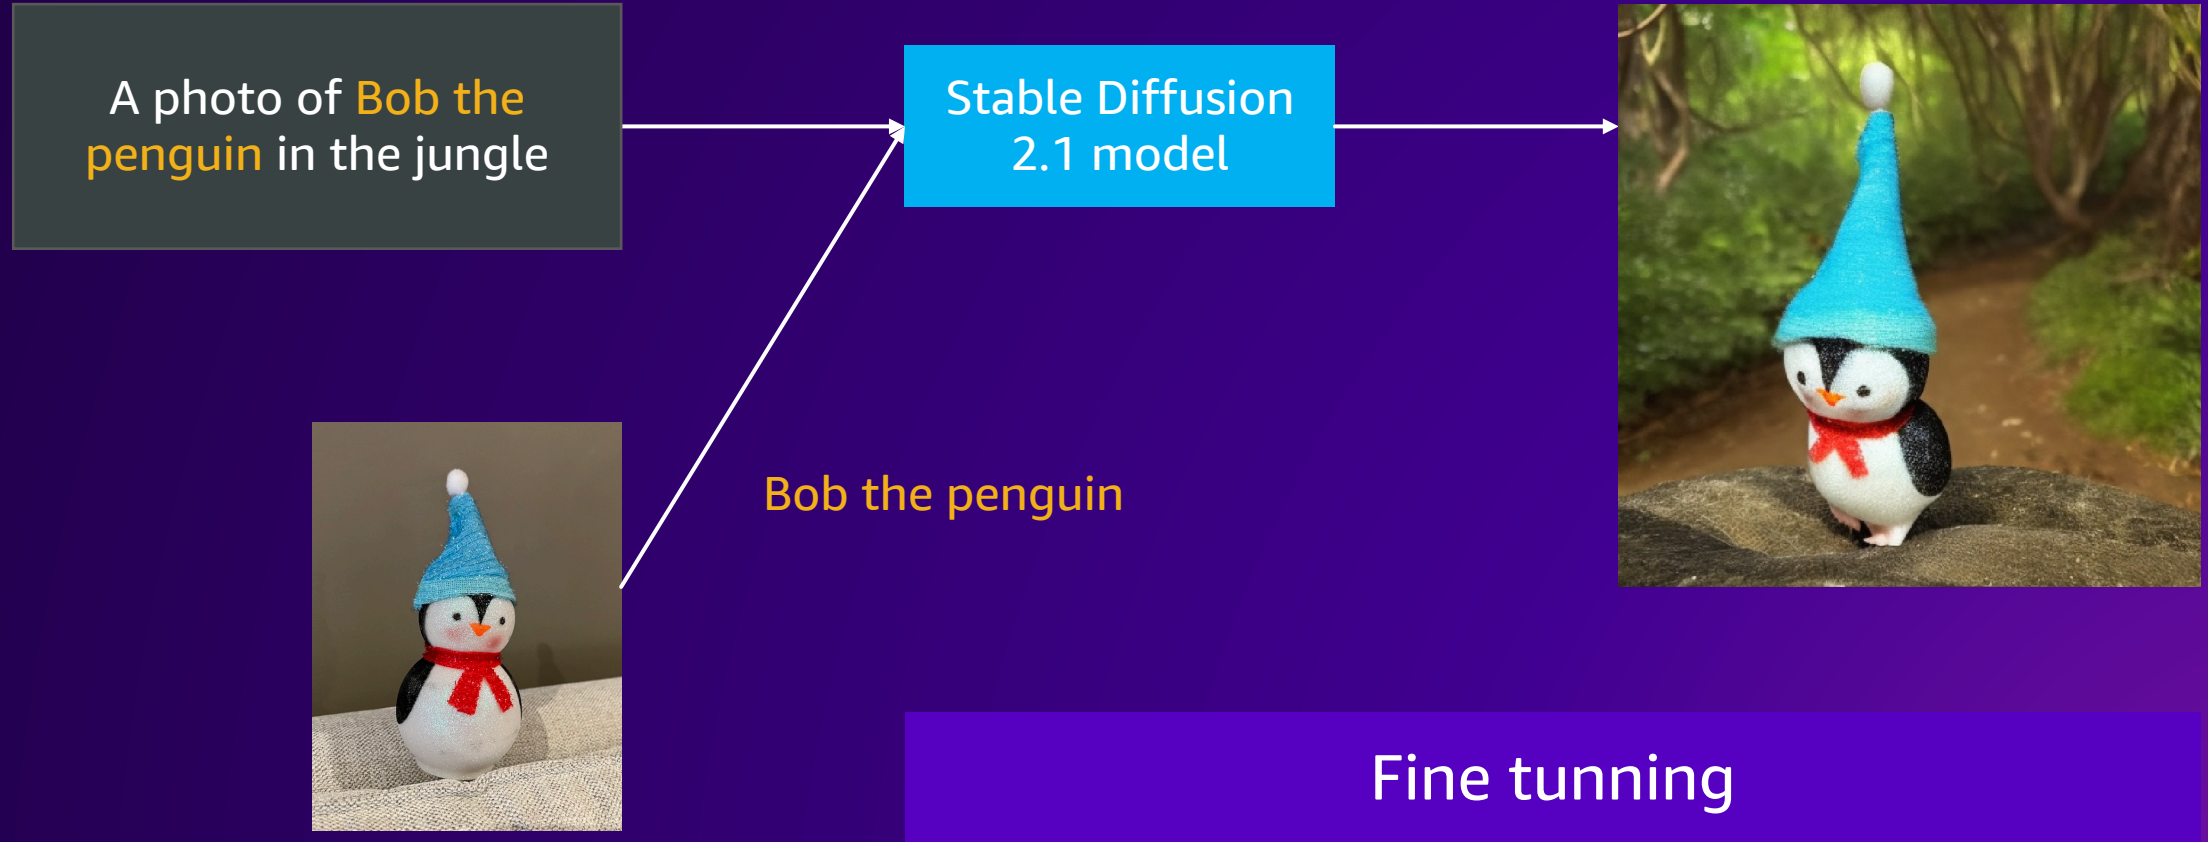 A photo of Bob the
penguin in the jungle
Stable Diffusion
2.1 model
Bob the penguin
Fine tunning